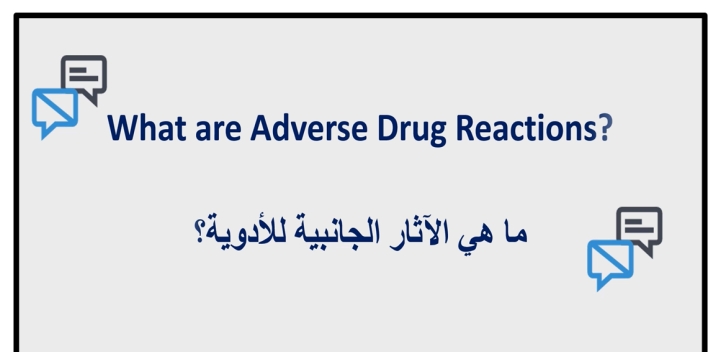 What are Adverse Drug Reactions?
ما هي الآثار الجانبية للأدوية؟